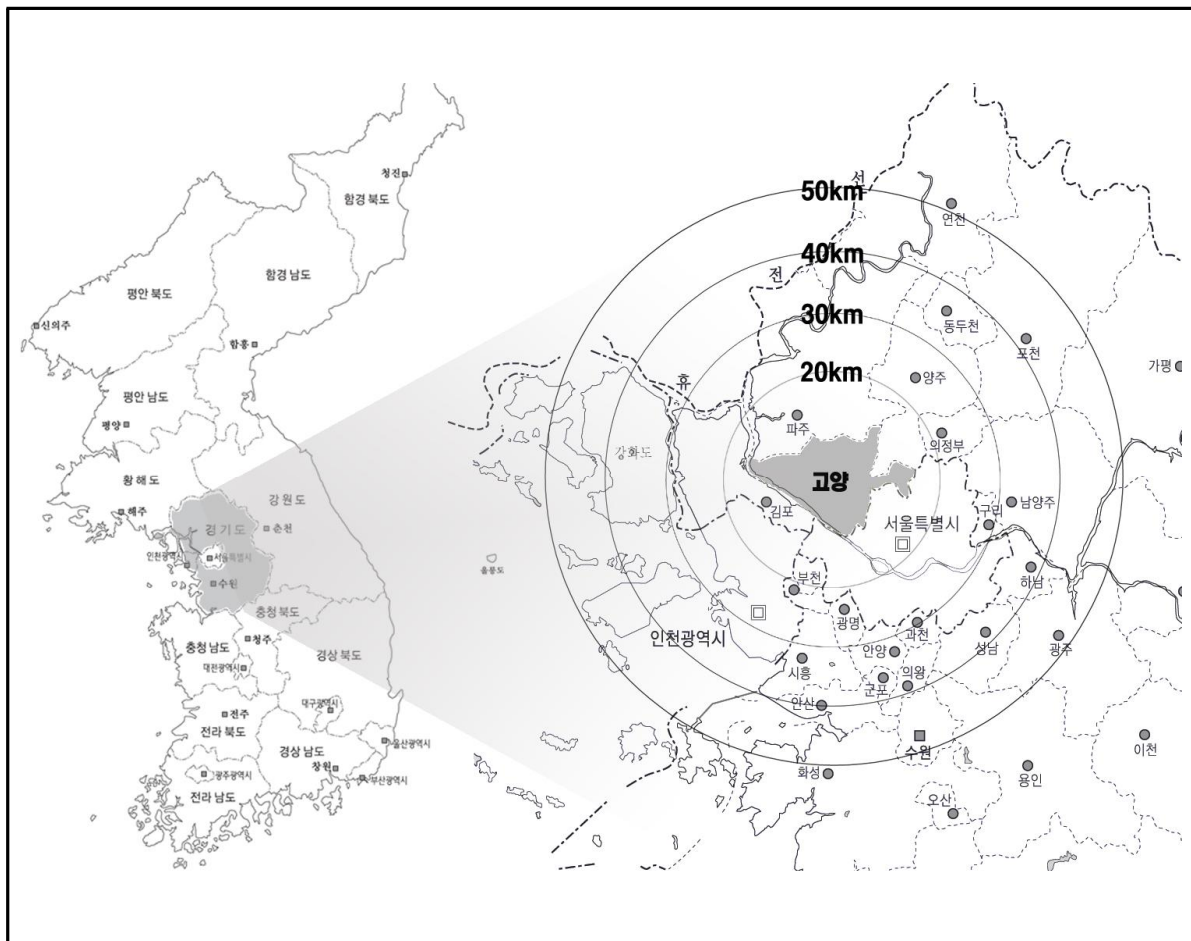 청진
함경 북도
함경 남도
평안 북도
신의주
함흥
평안 남도
평양
황해도
해주
강원도
경기도
춘천
인천광역시
서울특별시
수원
울릉도
충청 북도
충청 남도
청주
대전광역시
경상 북도
대구광역시
전주
전라 북도
경상 남도
울산광역시
창원
부산광역시
광주광역시
전라 남도
선
50km
연천
40km
전
30km
동두천
포천
20km
가평
휴
양주
파주
의정부
강화도
고양
김포
서울특별시
구리
남양주
하남
부천
광명
과천
인천광역시
안양
성남
광주
시흥
군포
의왕
안산
수원
이천
화성
용인
오산